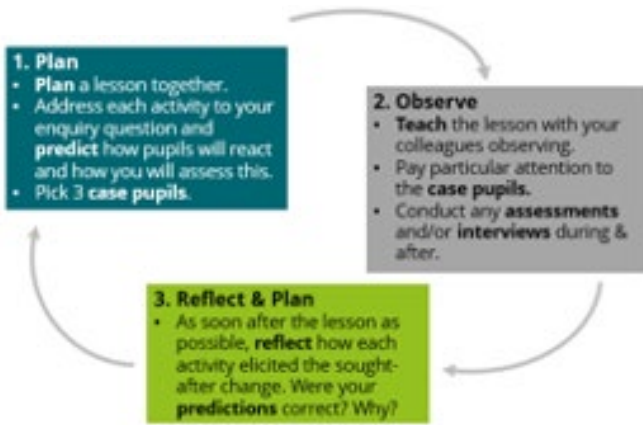 1. Plan
• Plan a lesson together.
• Address each activity to your
enquiry question and
predict how pupils will react
and how you will assess this.
• Pick 3 case pupils.
2. Observe
• Teach the lesson with your
colleagues observing.
• Pay particular attention to
the case pupils.
• Conduct any assessments
and/or interviews during &
after.
3. Reflect & Plan
• As soon after the lesson as
possible, reflect how each
activity elicited the sought-
after change. Were your
predictions correct? Why?